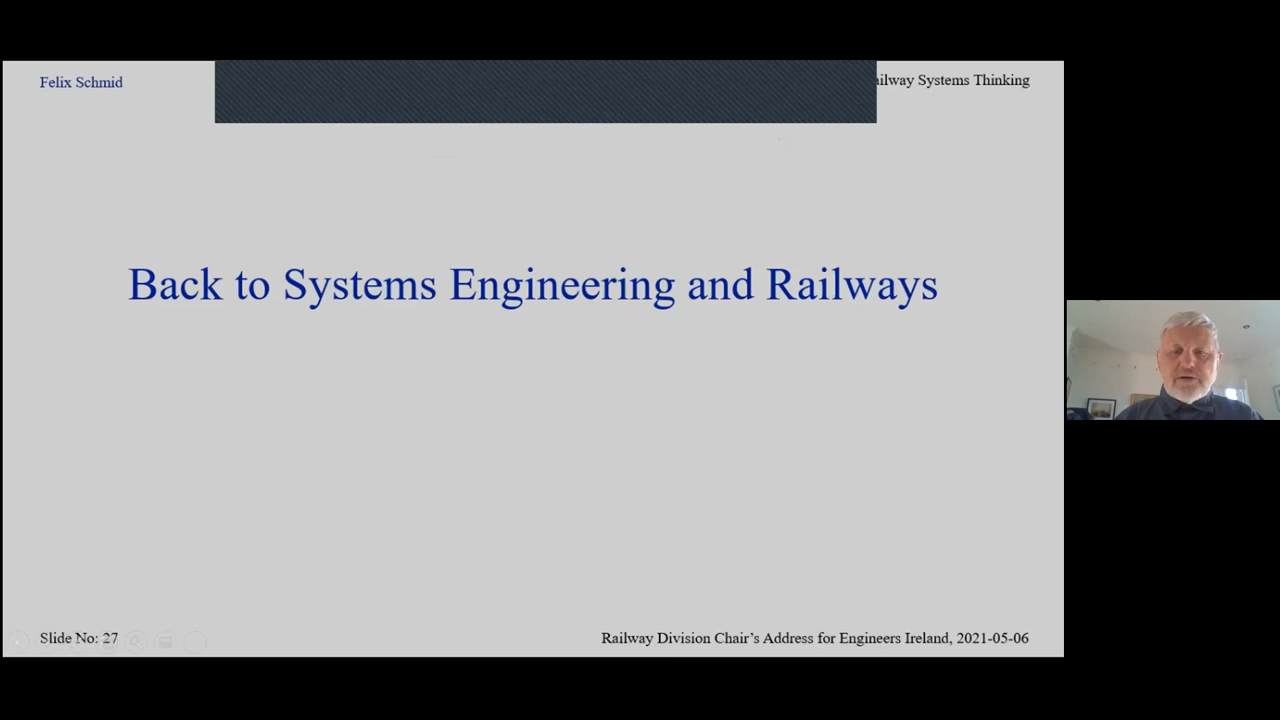 Felix Schmid
ailway Systems Thinking
Back to Systems Engineering and Railways
Slide No: 27
Railway Division Chair's Address for Engineers Ireland, 2021-05-06